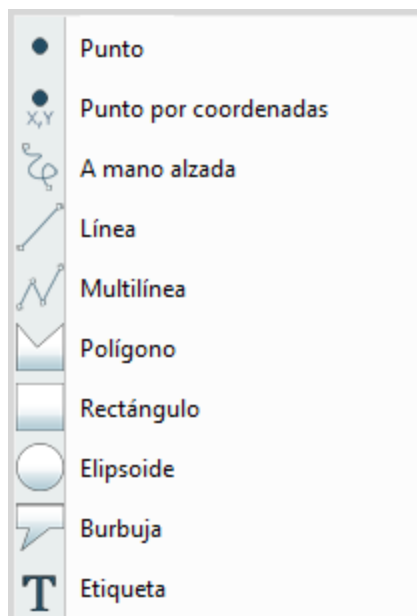 Punto
X,Y
Punto por coordenadas
A mano alzada
Línea
Multilínea
Polígono
Rectángulo
Elipsoide
Burbuja
T
Etiqueta